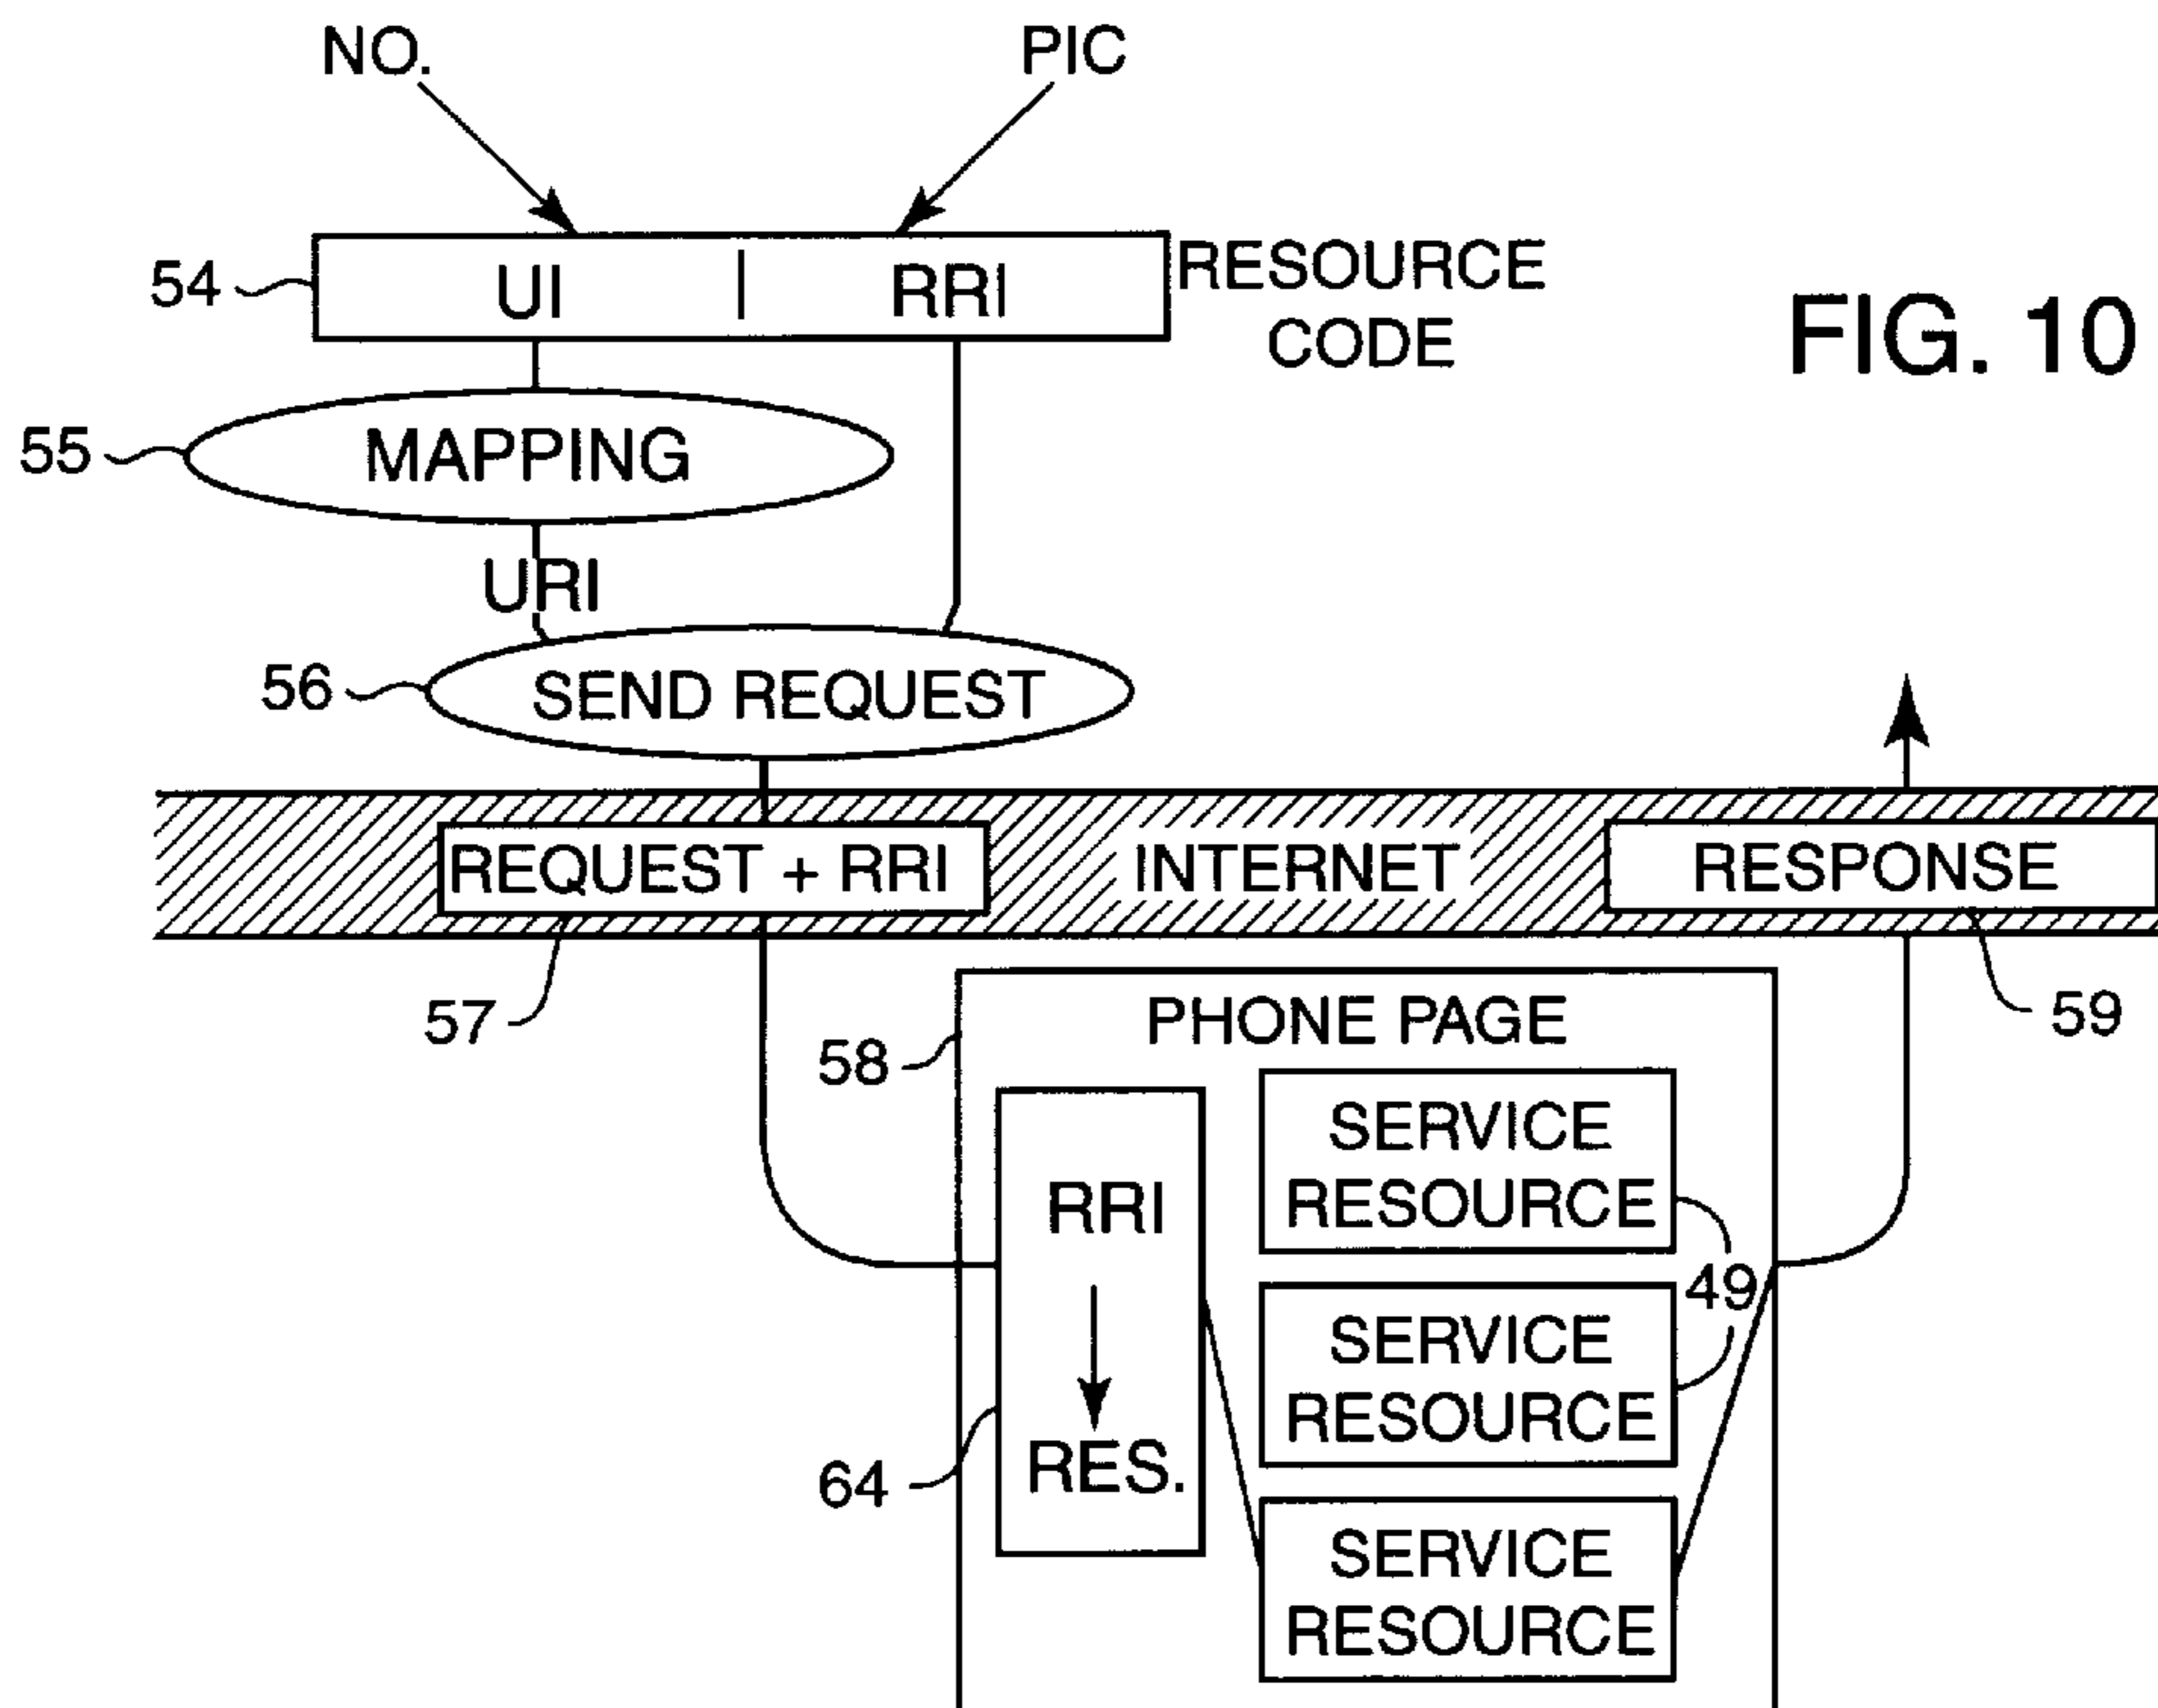 NO.
PIC
54
UI | RRI
RESOURCE
CODE
FIG. 10
55
MAPPING
URI
56
SEND REQUEST
REQUEST + RRI
INTERNET
RESPONSE
57
59
58
PHONE PAGE
SERVICE
RESOURCE
RRI
49
SERVICE
RESOURCE
64
RES.
SERVICE
RESOURCE